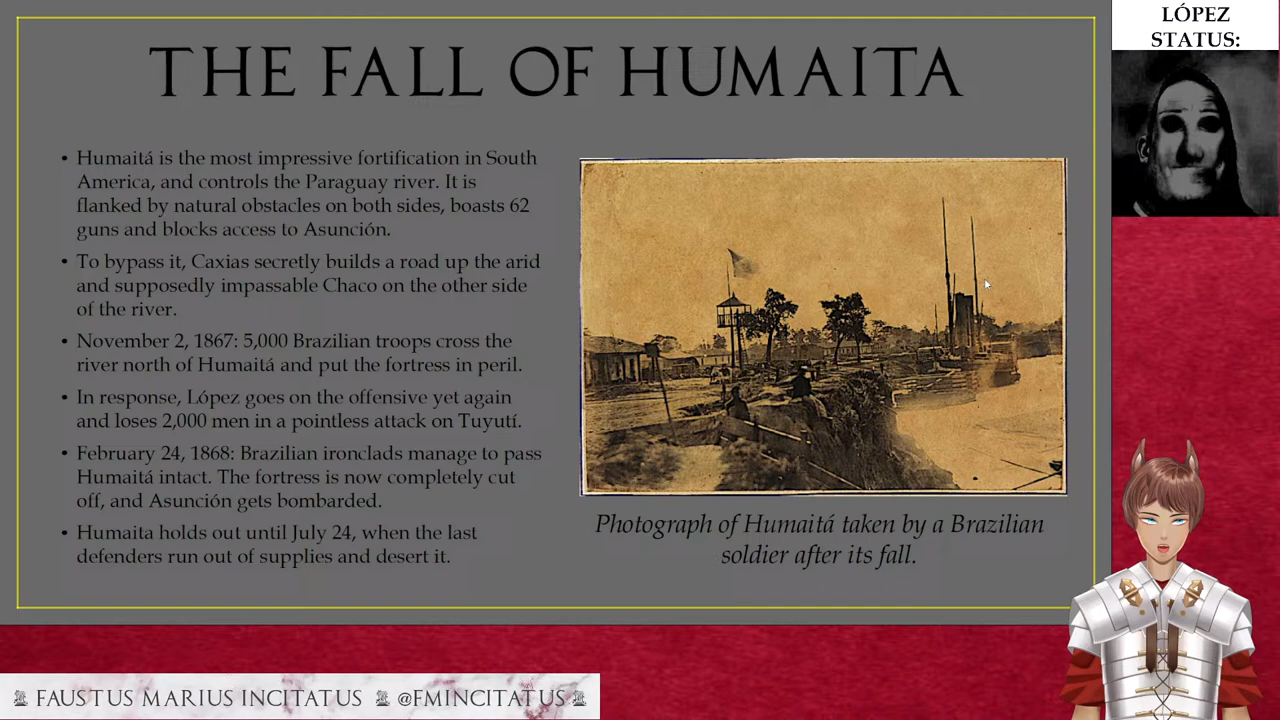 THE FALL OF HUMAITA
LÓPEZ
STATUS:
• Humaitá is the most impressive fortification in South
America, and controls the Paraguay river. It is
flanked by natural obstacles on both sides, boasts 62
guns and blocks access to Asunción.
• To bypass it, Caxias secretly builds a road up the arid
and supposedly impassable Chaco on the other side
of the river.
• November 2, 1867: 5,000 Brazilian troops cross the
river north of Humaitá and put the fortress in peril.
• In response, López goes on the offensive yet again
and loses 2,000 men in a pointless attack on Tuyutí.
• February 24, 1868: Brazilian ironclads manage to pass
Humaitá intact. The fortress is now completely cut
off, and Asunción gets bombarded.
• Humaita holds out until July 24, when the last
defenders run out of supplies and desert it.
Photograph of Humaitá taken by a Brazilian
soldier after its fall.
FAUSTUS MARIUS INCITATUS @FMINCITATUS